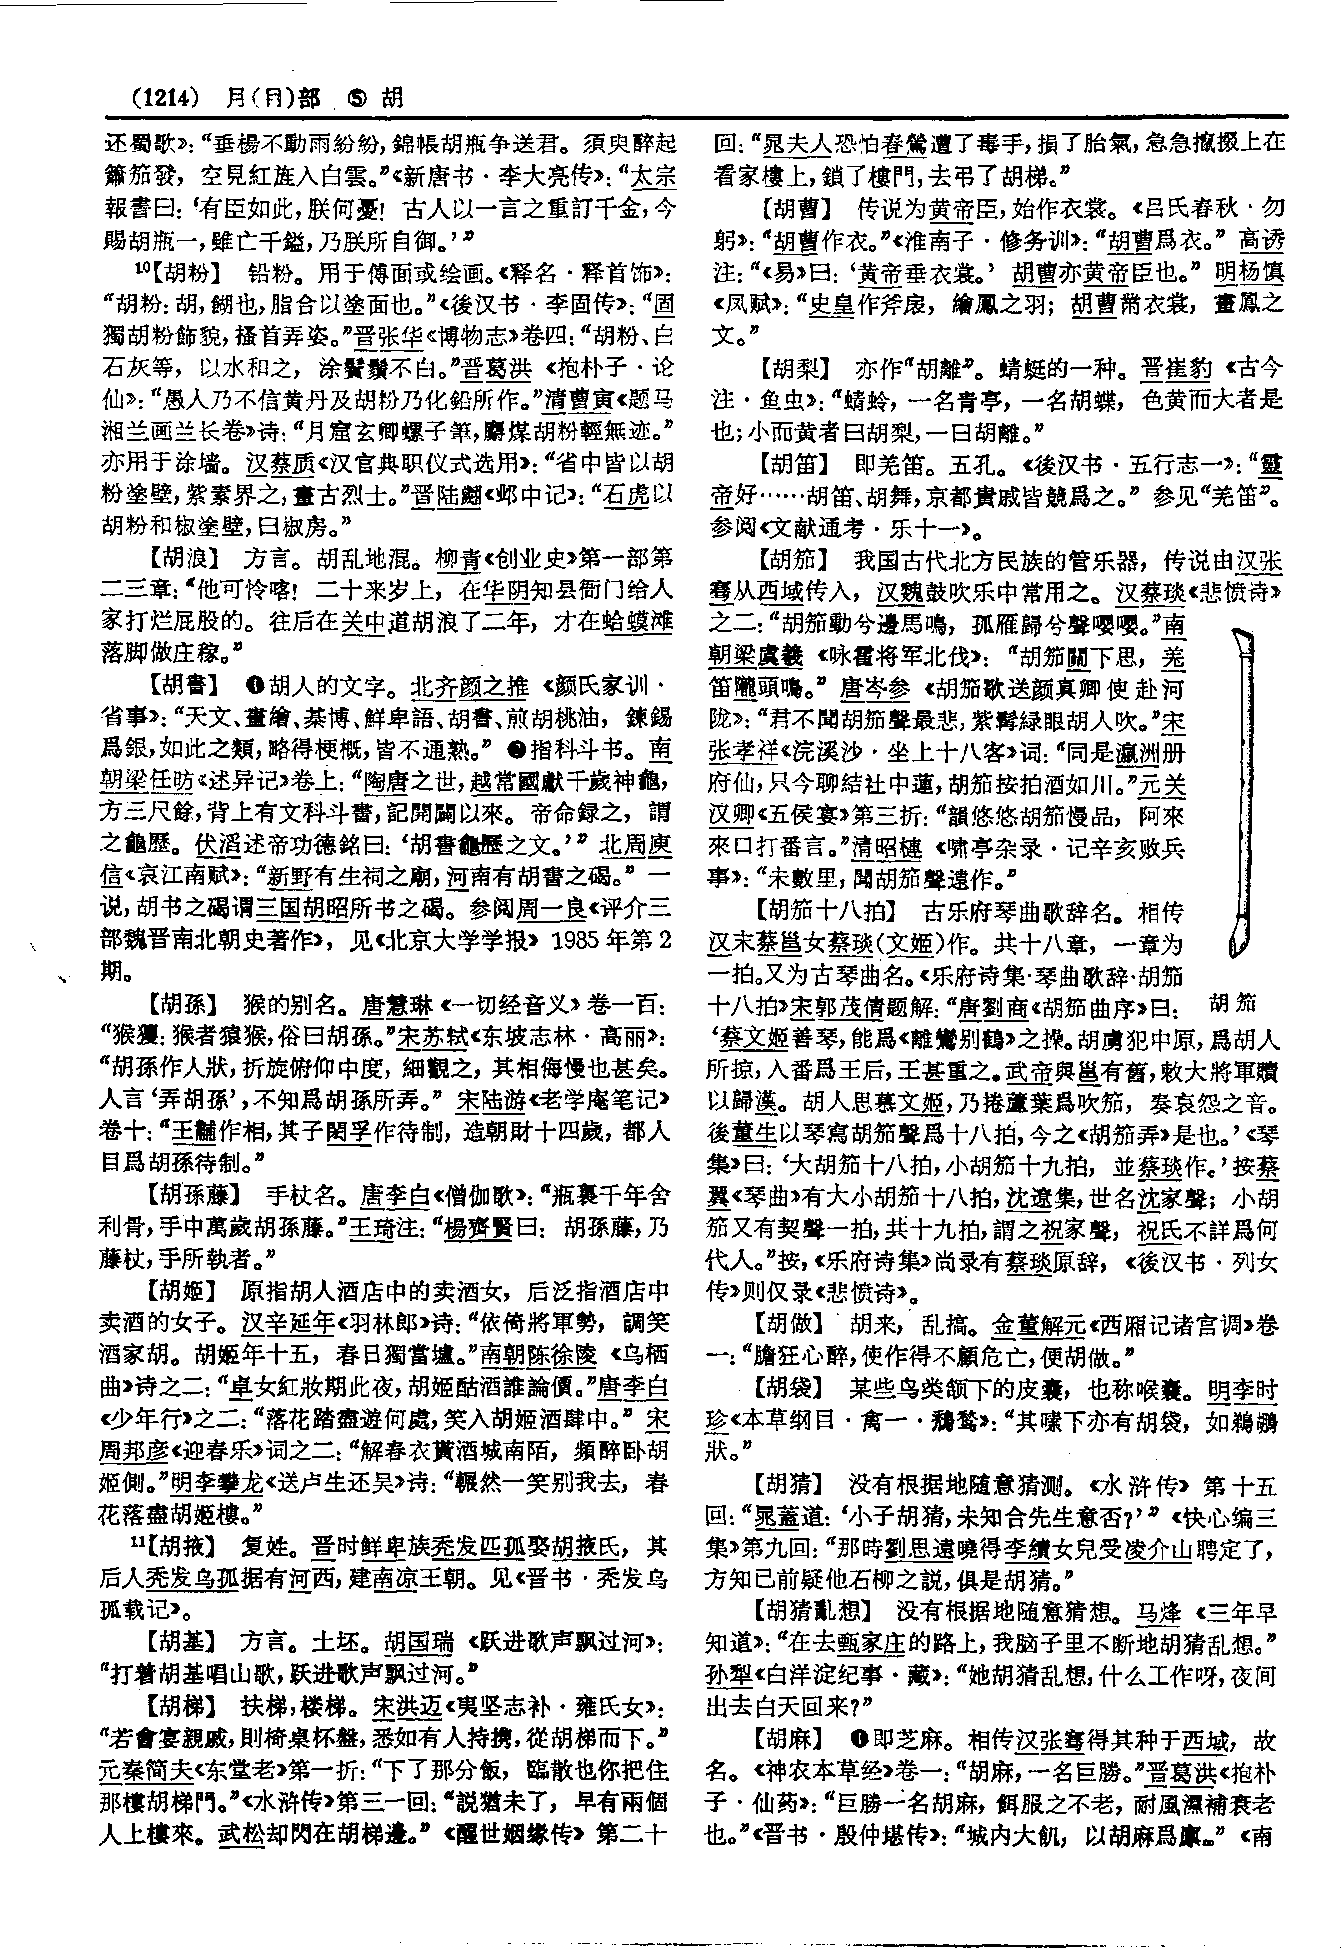 (1214) 月(⺝)部 ⑤ 胡
还蜀歌》：“垂楊不動雨紛紛，錦帳胡瓶争送君。須臾醉起
簫笳發，空見紅旌入白雲。”《新唐书·李大亮传》：“太宗
報書曰：‘有臣如此，朕何憂！古人以一言之重訂千金，今
賜胡瓶一，雖亡千鎰，乃朕所自御。’”
10【胡粉】 铅粉。用于傅面或绘画。《释名·释首饰》：
“胡粉：胡，餬也，脂合以塗面也。”《後汉书·李固传》：“固
獨胡粉飾貌，搔首弄姿。”晋张华《博物志》卷四：“胡粉、白
石灰等，以水和之，涂鬢鬚不白。”晋葛洪《抱朴子·论
仙》：“愚人乃不信黄丹及胡粉乃化鉛所作。”清曹寅《题马
湘兰画兰长卷》诗：“月窟玄卿螺子筆，麝煤胡粉輕無迹。”
亦用于涂墙。汉蔡质《汉官典职仪式选用》：“省中皆以胡
粉塗壁，紫素界之，畫古烈士。”晋陆翽《邺中记》：“石虎以
胡粉和椒塗壁，曰椒房。”
【胡浪】 方言。胡乱地混。柳青《创业史》第一部第
二三章：“他可怜喀！二十来岁上，在华阴知县衙门给人
家打烂屁股的。往后在关中道胡浪了二年，才在蛤蟆滩
落脚做庄稼。”
【胡書】 ❶胡人的文字。北齐颜之推《颜氏家训·
省事》：“天文、畫繪、棊博、鮮卑語、胡書、煎胡桃油，鍊錫
爲銀，如此之類，略得梗概，皆不通熟。”❷指科斗书。南
朝梁任昉《述异记》卷上：“陶唐之世，越常國獻千歲神龜，
方三尺餘，背上有文科斗書，記開闢以來。帝命録之，謂
之龜歷。伏滔述帝功德銘曰：‘胡書龜歷之文。’”北周庾
信《哀江南赋》：“新野有生祠之廟，河南有胡書之碣。”一
说，胡书之碣谓三国胡昭所书之碣。参阅周一良《评介三
部魏晋南北朝史著作》，见《北京大学学报》1985年第2
期。
【胡孫】 猴的别名。唐慧琳《一切经音义》卷一百：
“猴玃：猴者猿猴，俗曰胡孫。”宋苏轼《东坡志林·高丽》：
“胡孫作人狀，折旋俯仰中度，細觀之，其相侮慢也甚矣。
人言‘弄胡孫’，不知爲胡孫所弄。”宋陆游《老学庵笔记》
卷十：“王黼作相，其子閎孚作待制，造朝財十四歲，都人
目爲胡孫待制。”
【胡孫藤】 手杖名。唐李白《僧伽歌》：“瓶裏千年舍
利骨，手中萬歲胡孫藤。”王琦注：“楊齊賢曰：胡孫藤，乃
藤杖，手所執者。”
【胡姬】 原指胡人酒店中的卖酒女，后泛指酒店中
卖酒的女子。汉辛延年《羽林郎》诗：“依倚將軍勢，調笑
酒家胡。胡姬年十五，春日獨當壚。”南朝陈徐陵《乌栖
曲》诗之二：“卓女紅妝期此夜，胡姬酤酒誰論價。”唐李白
《少年行》之二：“落花踏盡遊何處，笑入胡姬酒肆中。”宋
周邦彦《迎春乐》词之二：“解春衣貰酒城南陌，頻醉卧胡
姬側。”明李攀龙《送卢生还吴》诗：“囅然一笑别我去，春
花落盡胡姬樓。”
11【胡掖】 复姓。晋时鲜卑族秃发匹孤娶胡掖氏，其
后人秃发乌孤据有河西，建南凉王朝。见《晋书·秃发乌
孤载记》。
【胡基】 方言。土坯。胡国瑞《跃进歌声飘过河》：
“打着胡基唱山歌，跃进歌声飘过河。”
【胡梯】 扶梯，楼梯。宋洪迈《夷坚志补·雍氏女》：
“若會宴親戚，則椅桌杯盤，悉如有人持携，從胡梯而下。”
元秦简夫《东堂老》第一折：“下了那分飯，臨散也你把住
那樓胡梯門。”《水浒传》第三一回：“説猶未了，早有兩個
人上樓來。武松却閃在胡梯邊。”《醒世姻缘传》第二十
回：“晁夫人恐怕春鶯遭了毒手，損了胎氣，急急攛掇上在
看家樓上，鎖了樓門，去吊了胡梯。”
【胡曹】 传说为黄帝臣，始作衣裳。《吕氏春秋·勿
躬》：“胡曹作衣。”《淮南子·修务训》：“胡曹爲衣。”高诱
注：“《易》曰：‘黄帝垂衣裳。’胡曹亦黄帝臣也。”明杨慎
《凤赋》：“史皇作斧扆，繪鳳之羽；胡曹黹衣裳，畫鳳之
文。”
【胡梨】 亦作“胡離”。蜻蜓的一种。晋崔豹《古今
注·鱼虫》：“蜻蛉，一名青亭，一名胡蝶，色黄而大者是
也；小而黄者曰胡梨，一曰胡離。”
【胡笛】 即羌笛。五孔。《後汉书·五行志一》：“靈
帝好……胡笛、胡舞，京都貴戚皆競爲之。”参见“羌笛”。
参阅《文献通考·乐十一》。
【胡笳】 我国古代北方民族的管乐器，传说由汉张
骞从西域传入，汉魏鼓吹乐中常用之。汉蔡琰《悲愤诗》
之二：“胡笳動兮邊馬鳴，孤雁歸兮聲嚶嚶。”南
朝梁虞羲《咏霍将军北伐》：“胡笳關下思，羌
笛隴頭鳴。”唐岑参《胡笳歌送颜真卿使赴河
陇》：“君不聞胡笳聲最悲，紫髯緑眼胡人吹。”宋
张孝祥《浣溪沙·坐上十八客》词：“同是瀛洲册
府仙，只今聊結社中蓮，胡笳按拍酒如川。”元关
汉卿《五侯宴》第三折：“韻悠悠胡笳慢品，阿來
來口打番言。”清昭梿《啸亭杂录·记辛亥败兵
事》：“未數里，聞胡笳聲遠作。”
【胡笳十八拍】 古乐府琴曲歌辞名。相传
汉末蔡邕女蔡琰(文姬)作。共十八章，一章为
一拍。又为古琴曲名。《乐府诗集·琴曲歌辞·胡笳
十八拍》宋郭茂倩题解：“唐劉商《胡笳曲序》曰：
胡笳
‘蔡文姬善琴，能爲《離鸞别鶴》之操。胡虜犯中原，爲胡人
所掠，入番爲王后，王甚重之。武帝與邕有舊，敕大將軍贖
以歸漢。胡人思慕文姬，乃捲蘆葉爲吹笳，奏哀怨之音。
後董生以琴寫胡笳聲爲十八拍，今之《胡笳弄》是也。’《琴
集》曰：‘大胡笳十八拍，小胡笳十九拍，並蔡琰作。’按蔡
翼《琴曲》有大小胡笳十八拍，沈遼集，世名沈家聲；小胡
笳又有契聲一拍，共十九拍，謂之祝家聲，祝氏不詳爲何
代人。”按，《乐府诗集》尚录有蔡琰原辞，《後汉书·列女
传》则仅录《悲愤诗》。
【胡做】 胡来，乱搞。金董解元《西厢记诸宫调》卷
一：“膽狂心醉，使作得不顧危亡，便胡做。”
【胡袋】 某些鸟类颔下的皮囊，也称喉囊。明李时
珍《本草纲目·禽一·鵚鹙》：“其嗉下亦有胡袋，如鵜鶘
狀。”
【胡猜】 没有根据地随意猜测。《水浒传》第十五
回：“晁蓋道：‘小子胡猜，未知合先生意否？’”《快心编三
集》第九回：“那時劉思遠曉得李績女兒受凌介山聘定了，
方知已前疑他石柳之説，俱是胡猜。”
【胡猜亂想】 没有根据地随意猜想。马烽《三年早
知道》：“在去甄家庄的路上，我脑子里不断地胡猜乱想。”
孙犁《白洋淀纪事·藏》：“她胡猜乱想，什么工作呀，夜间
出去白天回来？”
【胡麻】 ❶即芝麻。相传汉张骞得其种于西域，故
名。《神农本草经》卷一：“胡麻，一名巨勝。”晋葛洪《抱朴
子·仙药》：“巨勝一名胡麻，餌服之不老，耐風濕補衰老
也。”《晋书·殷仲堪传》：“城内大飢，以胡麻爲廪。”《南